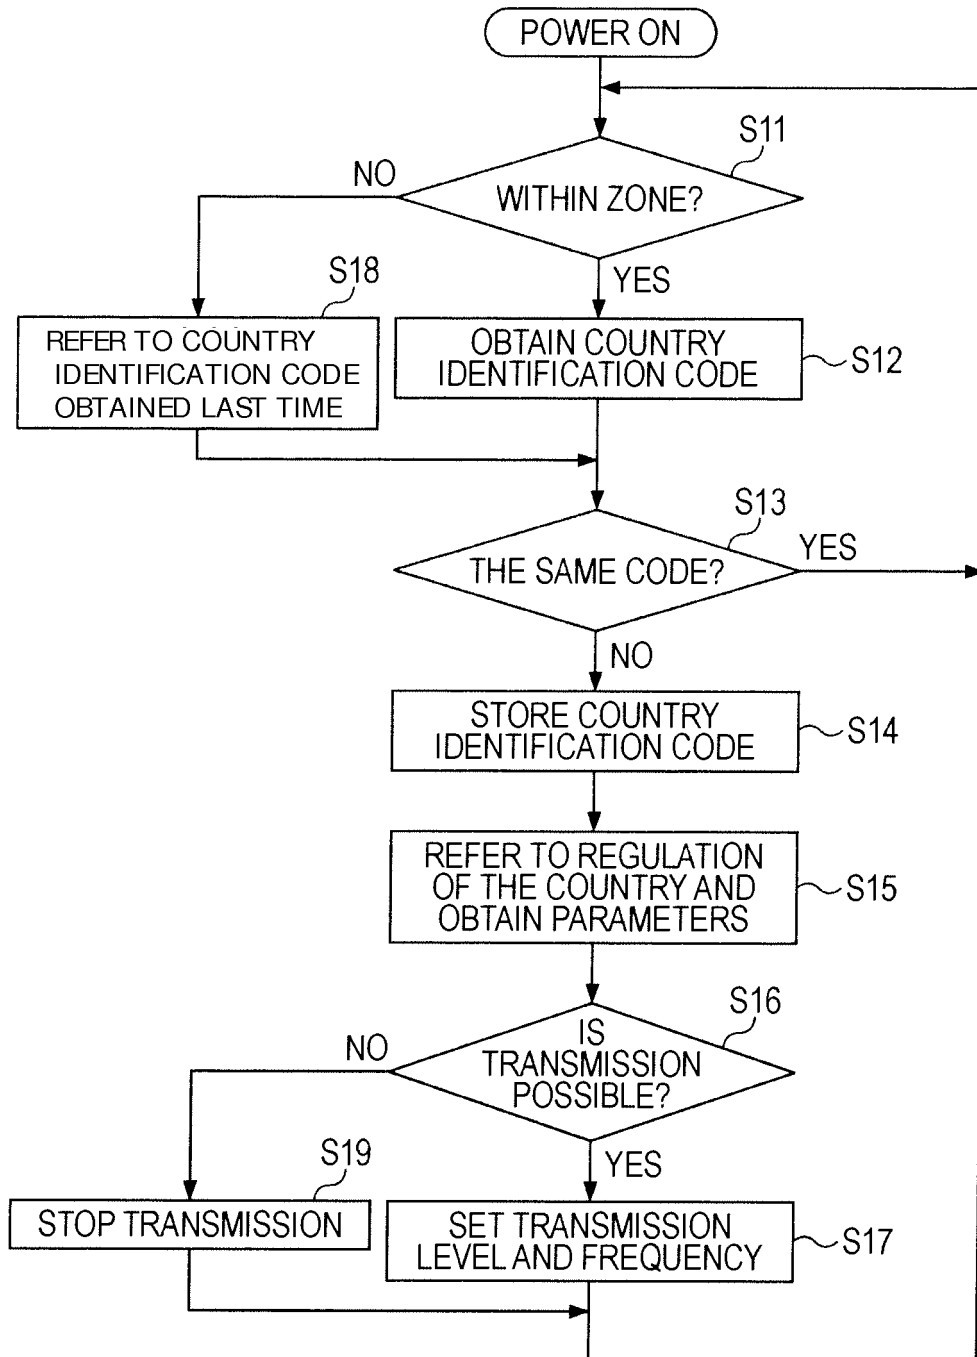 POWER ON
S11
NO
WITHIN ZONE?
YES
S18
REFER TO COUNTRY
IDENTIFICATION CODE
OBTAINED LAST TIME
OBTAIN COUNTRY
IDENTIFICATION CODE
S12
S13
THE SAME CODE?
YES
NO
STORE COUNTRY
IDENTIFICATION CODE
S14
REFER TO REGULATION
OF THE COUNTRY AND
OBTAIN PARAMETERS
S15
S16
IS
TRANSMISSION
POSSIBLE?
NO
YES
S19
STOP TRANSMISSION
SET TRANSMISSION
LEVEL AND FREQUENCY
S17